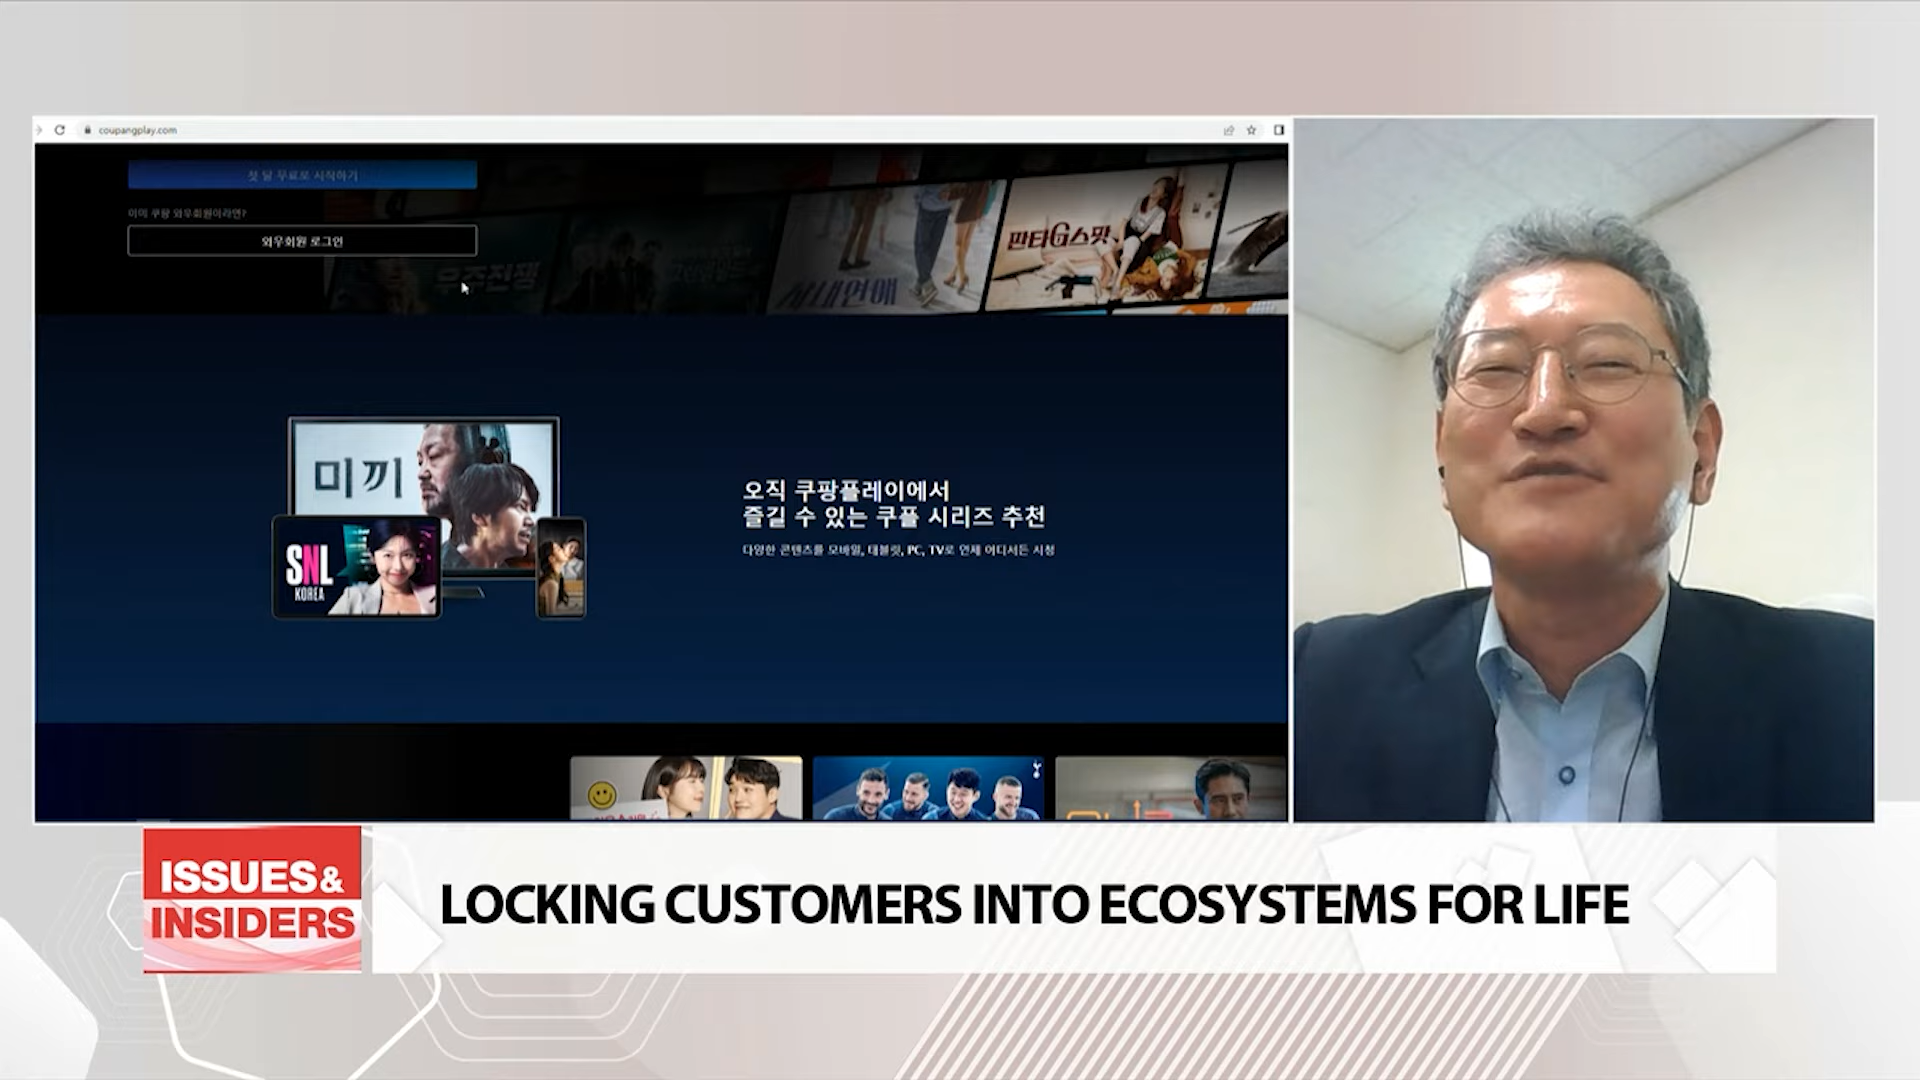 coupangplay.com
첫 달 무료로 시작하기
이미 쿠팡 와우회원이라면?
와우회원 로그인
우주전쟁
사내연애
판타G스팟
미끼
SNL
KOREA
오직 쿠팡플레이에서
즐길 수 있는 쿠플 시리즈 추천
다양한 콘텐츠를 모바일, 태블릿, PC, TV로 언제 어디서든 시청
ISSUES&
INSIDERS
LOCKING CUSTOMERS INTO ECOSYSTEMS FOR LIFE